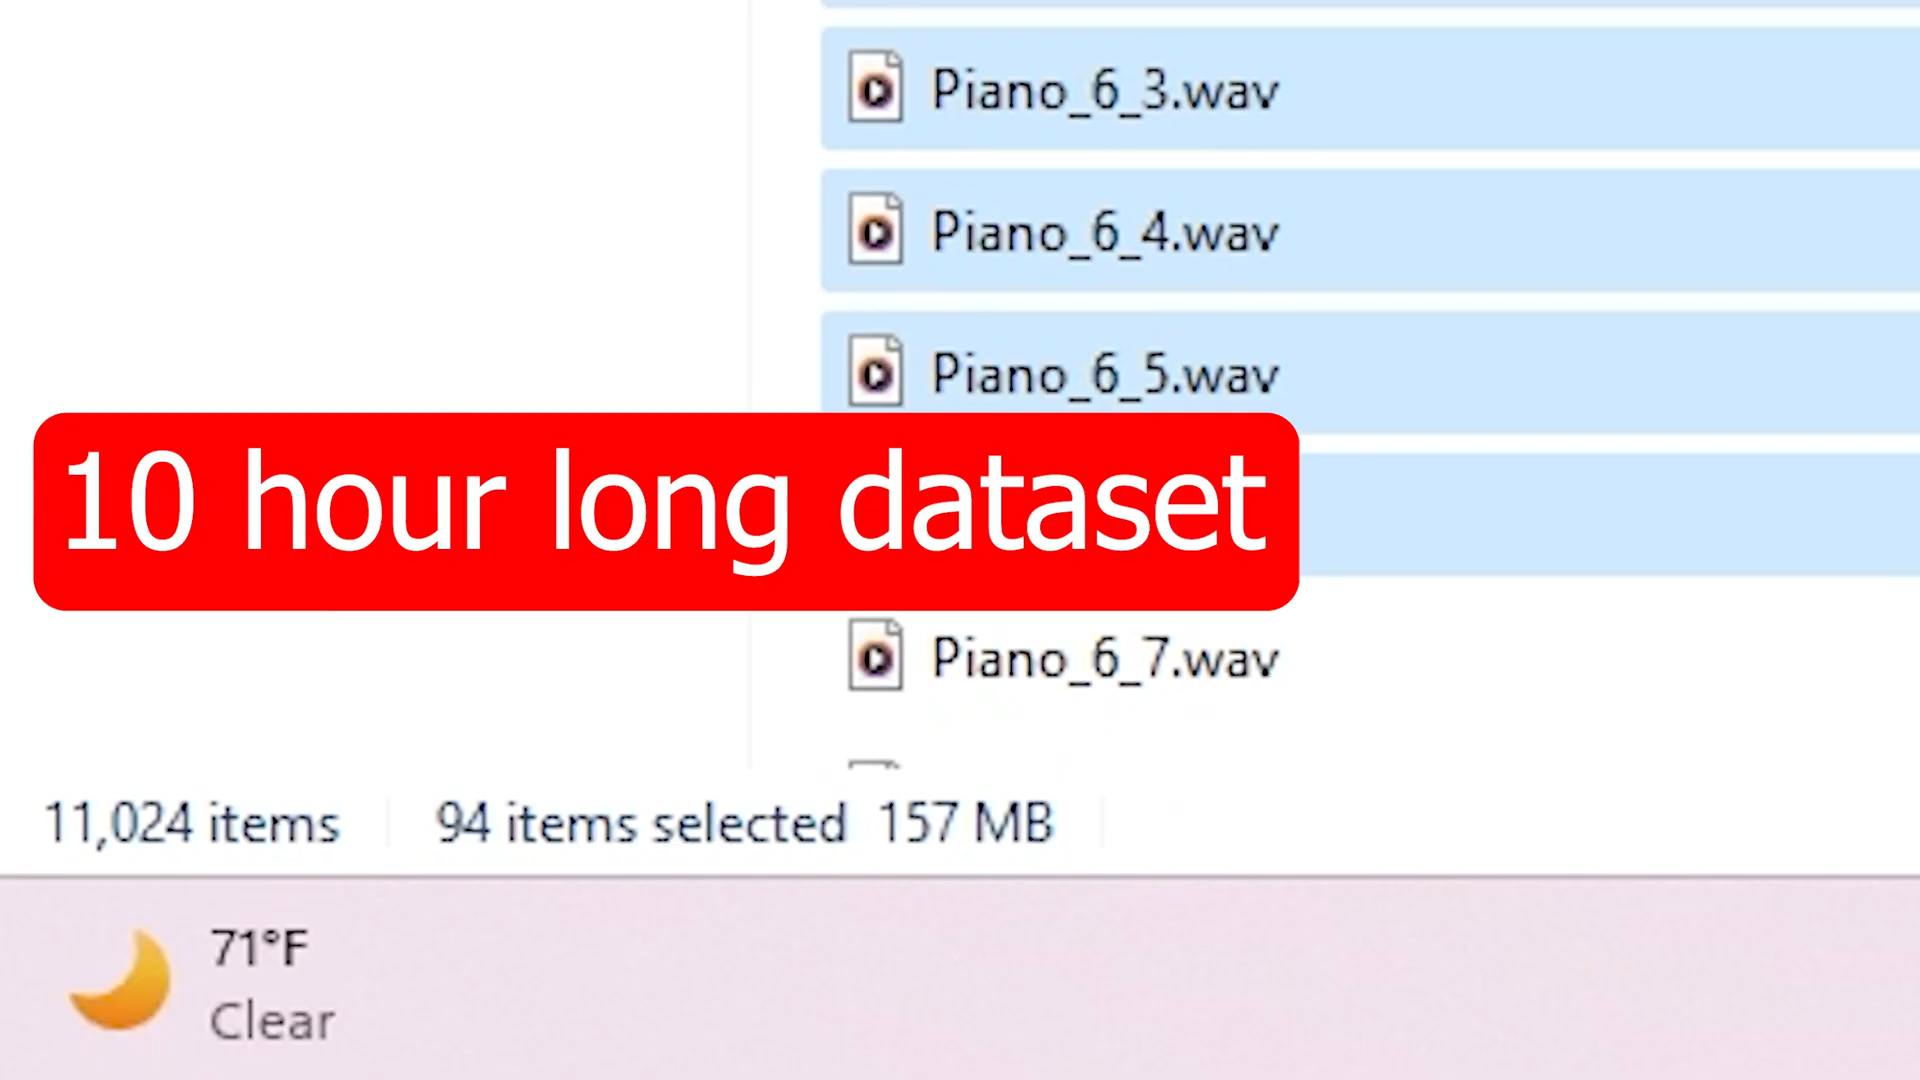 Piano_6_3.wav
Piano_6_4.wav
Piano_6_5.wav
10 hour long dataset
Piano_6_7.wav
11,024 items 94 items selected 157 MB
71°F
Clear